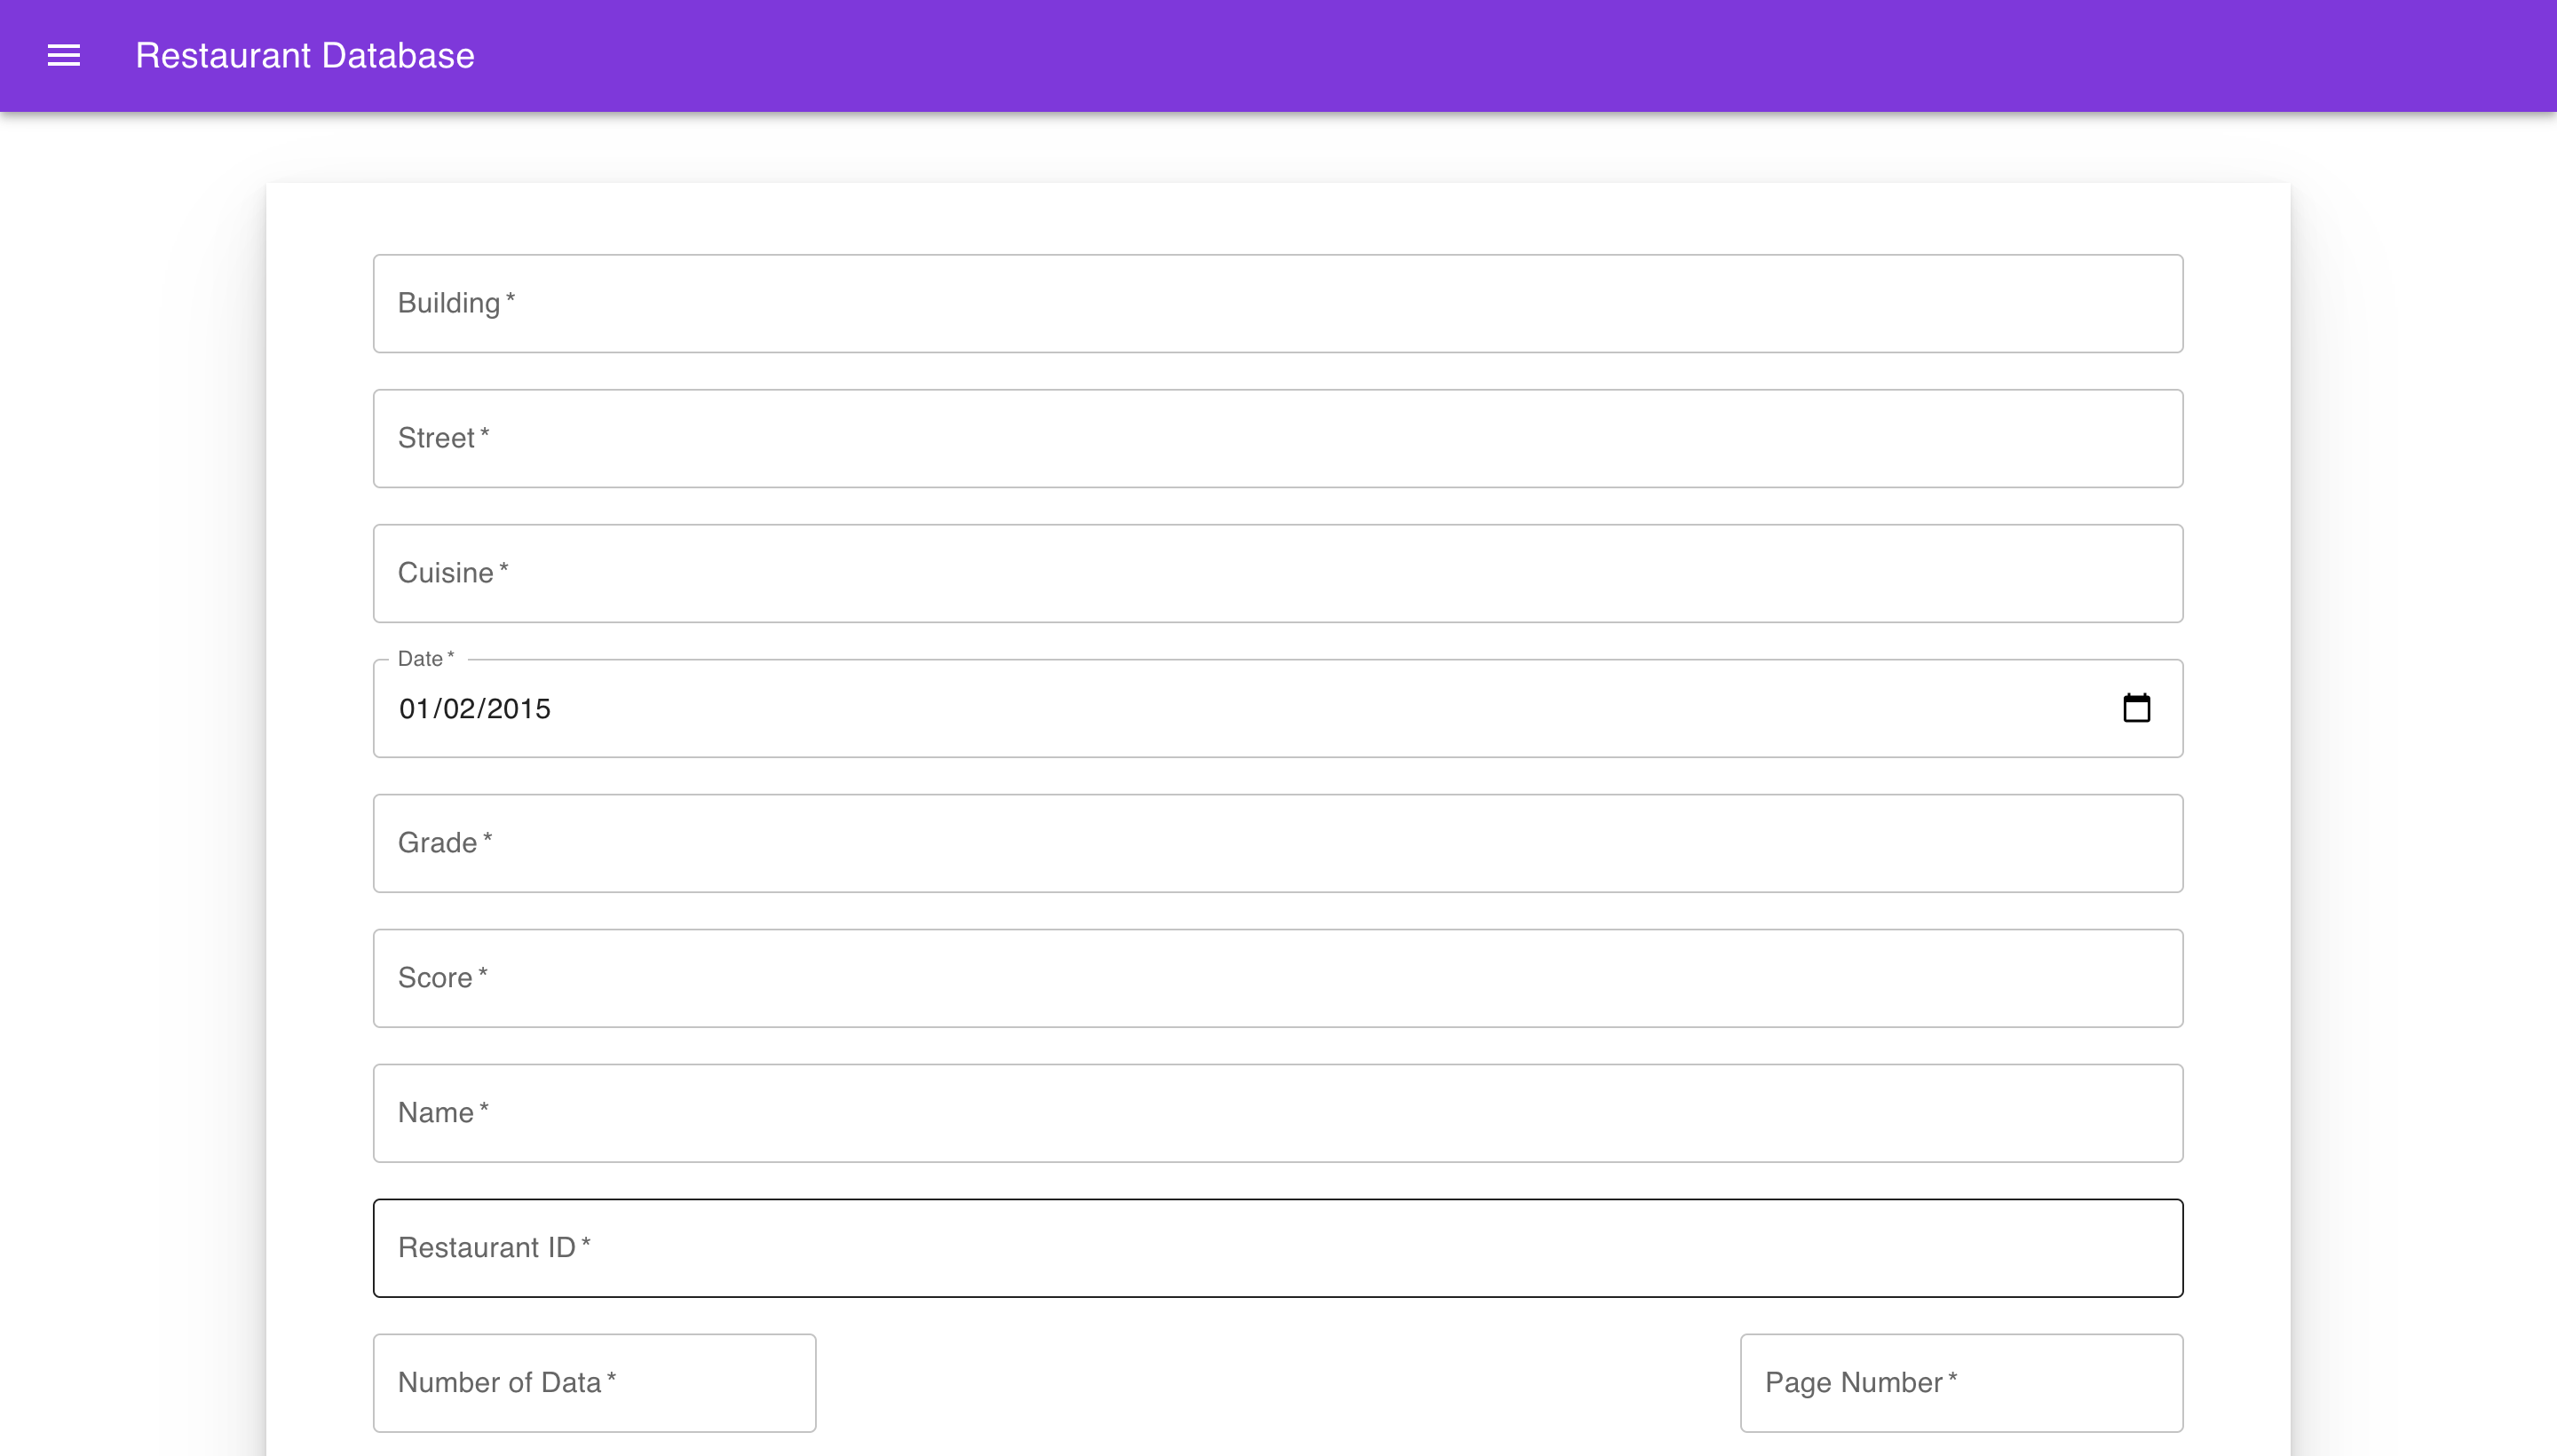 Restaurant Database
Building *
Street *
Cuisine *
Date *
01/02/2015
Grade *
Score *
Name *
Restaurant ID *
Number of Data *
Page Number *